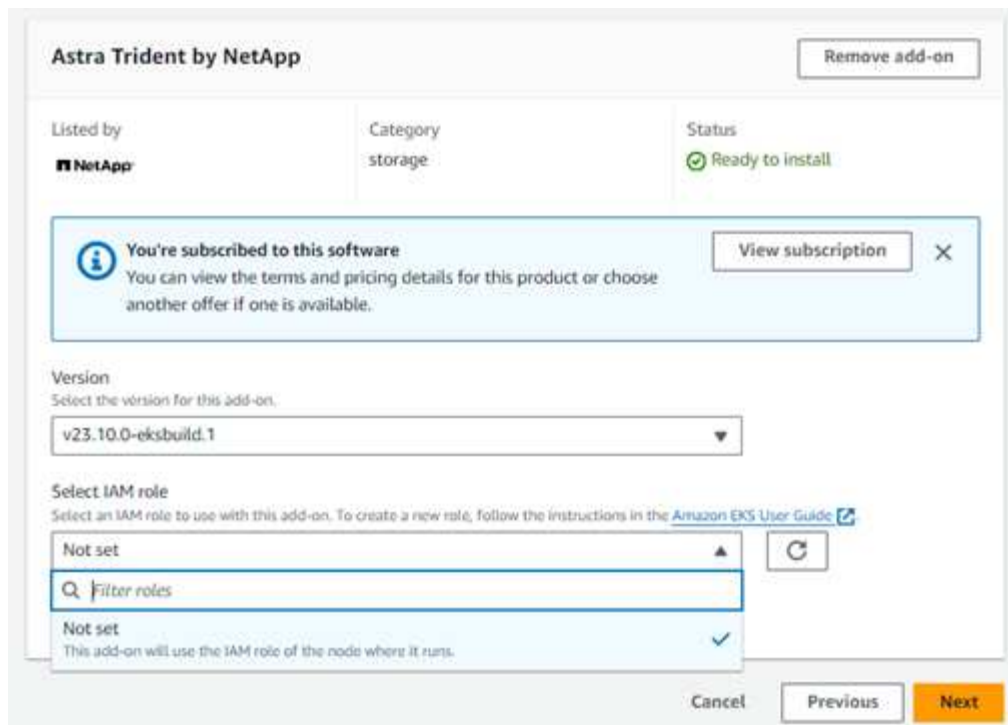 Astra Trident by NetApp
Remove add-on
Listed by
Category
Status
NetApp
storage
Ready to install
You're subscribed to this software
View subscription
You can view the terms and pricing details for this product or choose
another offer if one is available.
Version
Select the version for this add-on.
v23.10.0-eksbuild.1
Select IAM role
Select an IAM role to use with this add-on. To create a new role, follow the instructions in the Amazon EKS User Guide.
Not set
Filter roles
Not set
This add-on will use the IAM role of the node where it runs.
Cancel
Previous
Next